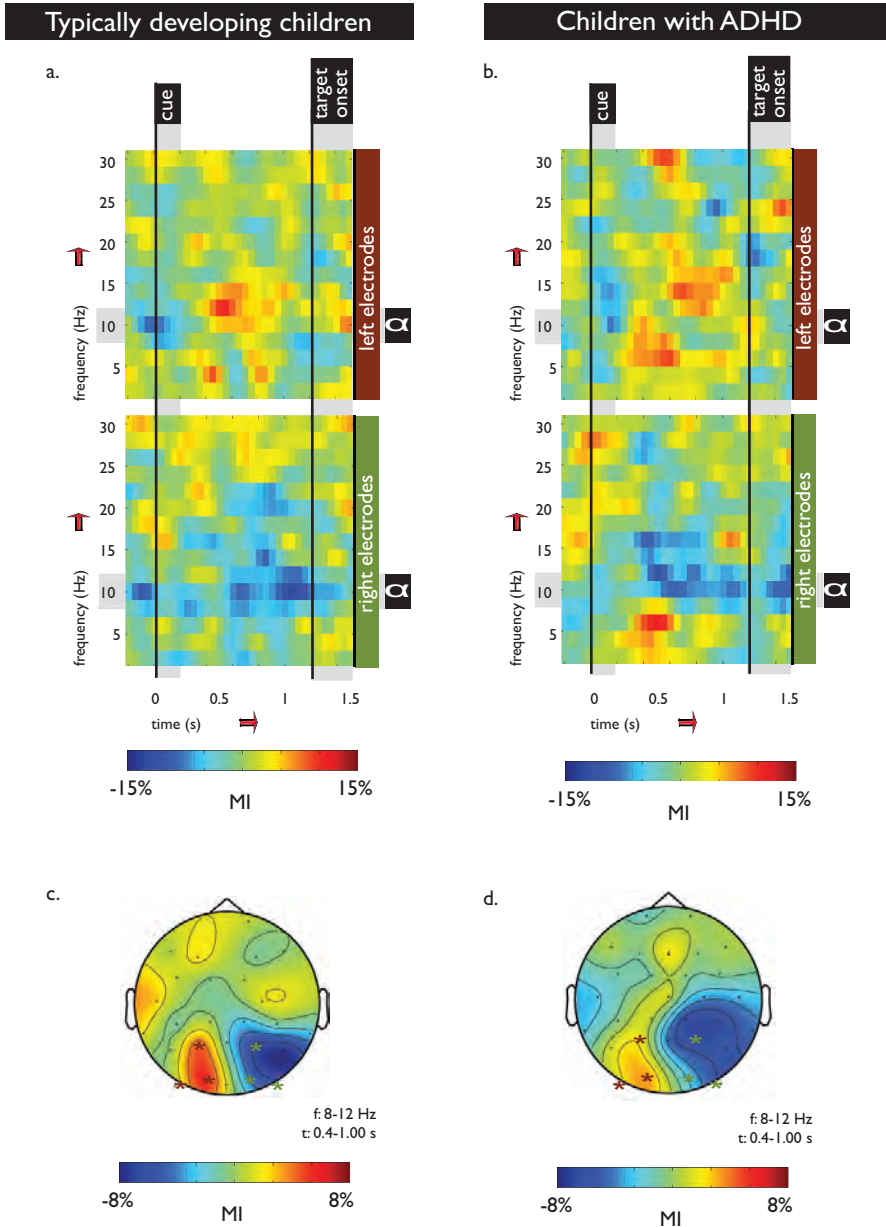 Typically developing children
Children with ADHD
a.
b.
cue
target
onset
cue
target
onset
30
25
20
15
10
5
frequency (Hz)
left electrodes
α
30
25
20
15
10
5
frequency (Hz)
left electrodes
α
30
25
20
15
10
5
frequency (Hz)
right electrodes
α
30
25
20
15
10
5
frequency (Hz)
right electrodes
α
0 0.5 1 1.5
time (s)
0 0.5 1 1.5
time (s)
-15% 15%
MI
-15% 15%
MI
c.
d.
f: 8-12 Hz
t: 0.4-1.00 s
f: 8-12 Hz
t: 0.4-1.00 s
-8% 8%
MI
-8% 8%
MI